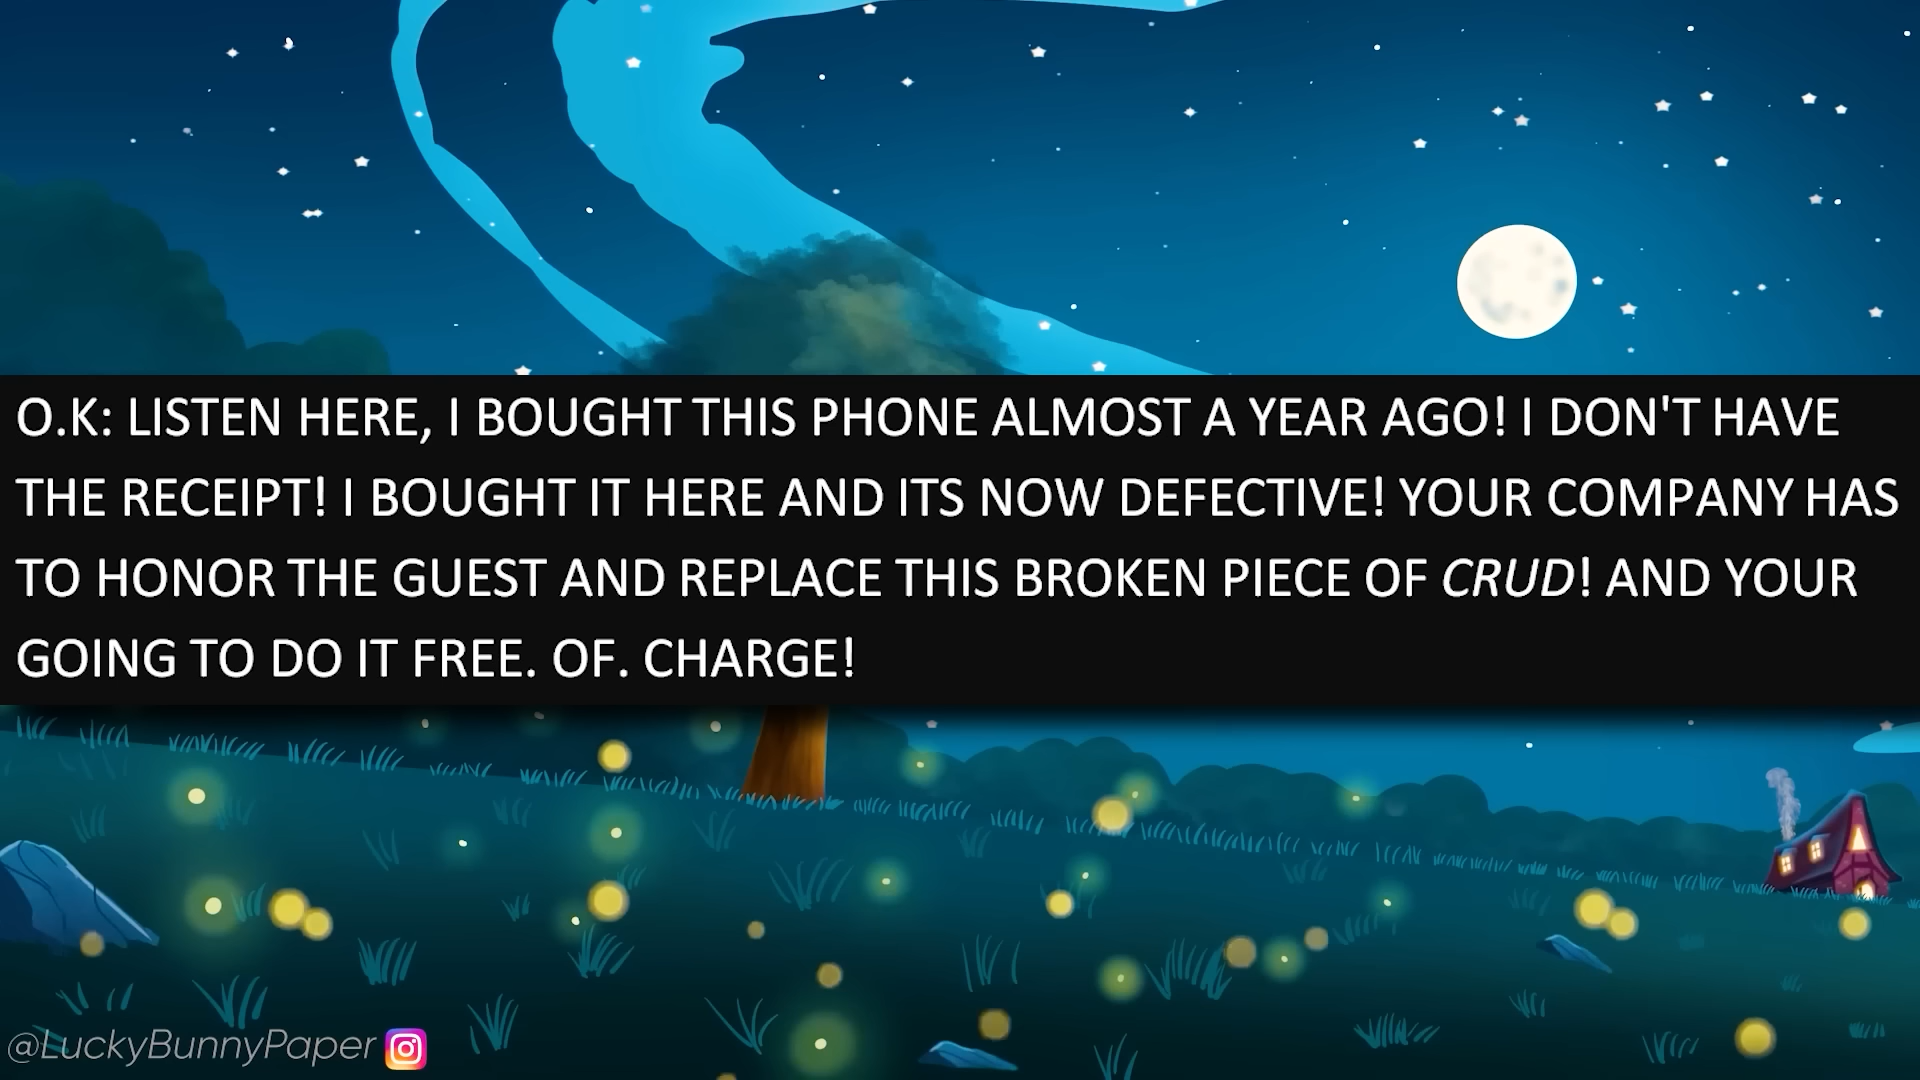 O.K: LISTEN HERE, I BOUGHT THIS PHONE ALMOST A YEAR AGO! I DON'T HAVE
THE RECEIPT! I BOUGHT IT HERE AND ITS NOW DEFECTIVE! YOUR COMPANY HAS
TO HONOR THE GUEST AND REPLACE THIS BROKEN PIECE OF CRUD! AND YOUR
GOING TO DO IT FREE. OF. CHARGE!
@LuckyBunnyPaper